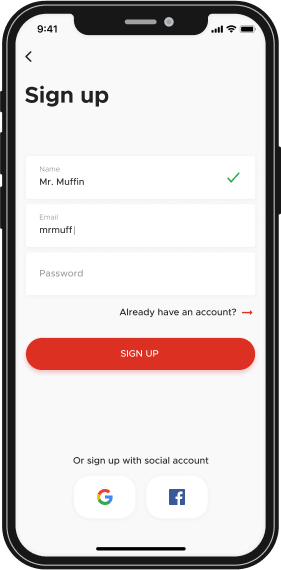 9:41
Sign up
Name
Mr. Muffin
Email
mrmuff
Password
Already have an account?
SIGN UP
Or sign up with social account